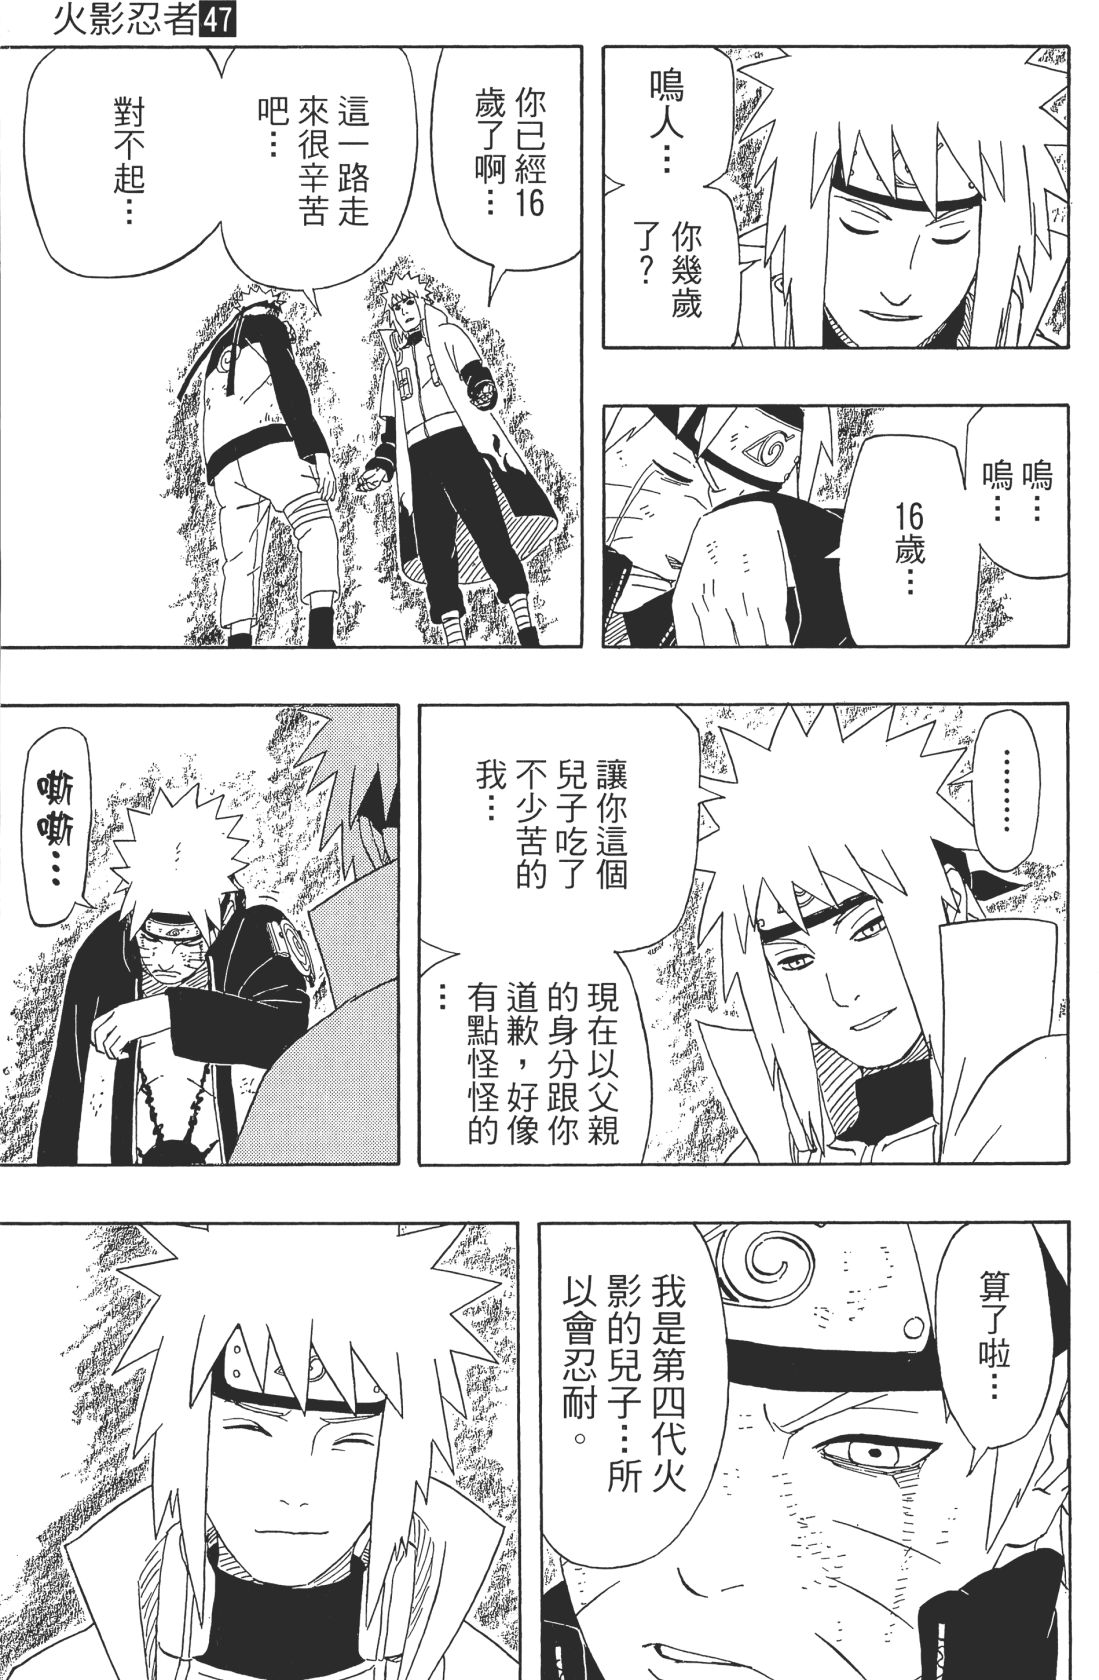 火影忍者47
鳴人…
你幾歲
了?
你已經16
歲了啊…
這一路走
來很辛苦
吧…
對不起…
嗚…
嗚…
16歲…
………
讓你這個
兒子吃了
不少苦的
我…
現在以父親
的身分跟你
道歉，好像
有點怪怪的
…
嘶
嘶…
算了啦…
我是第四代火
影的兒子…所
以會忍耐。